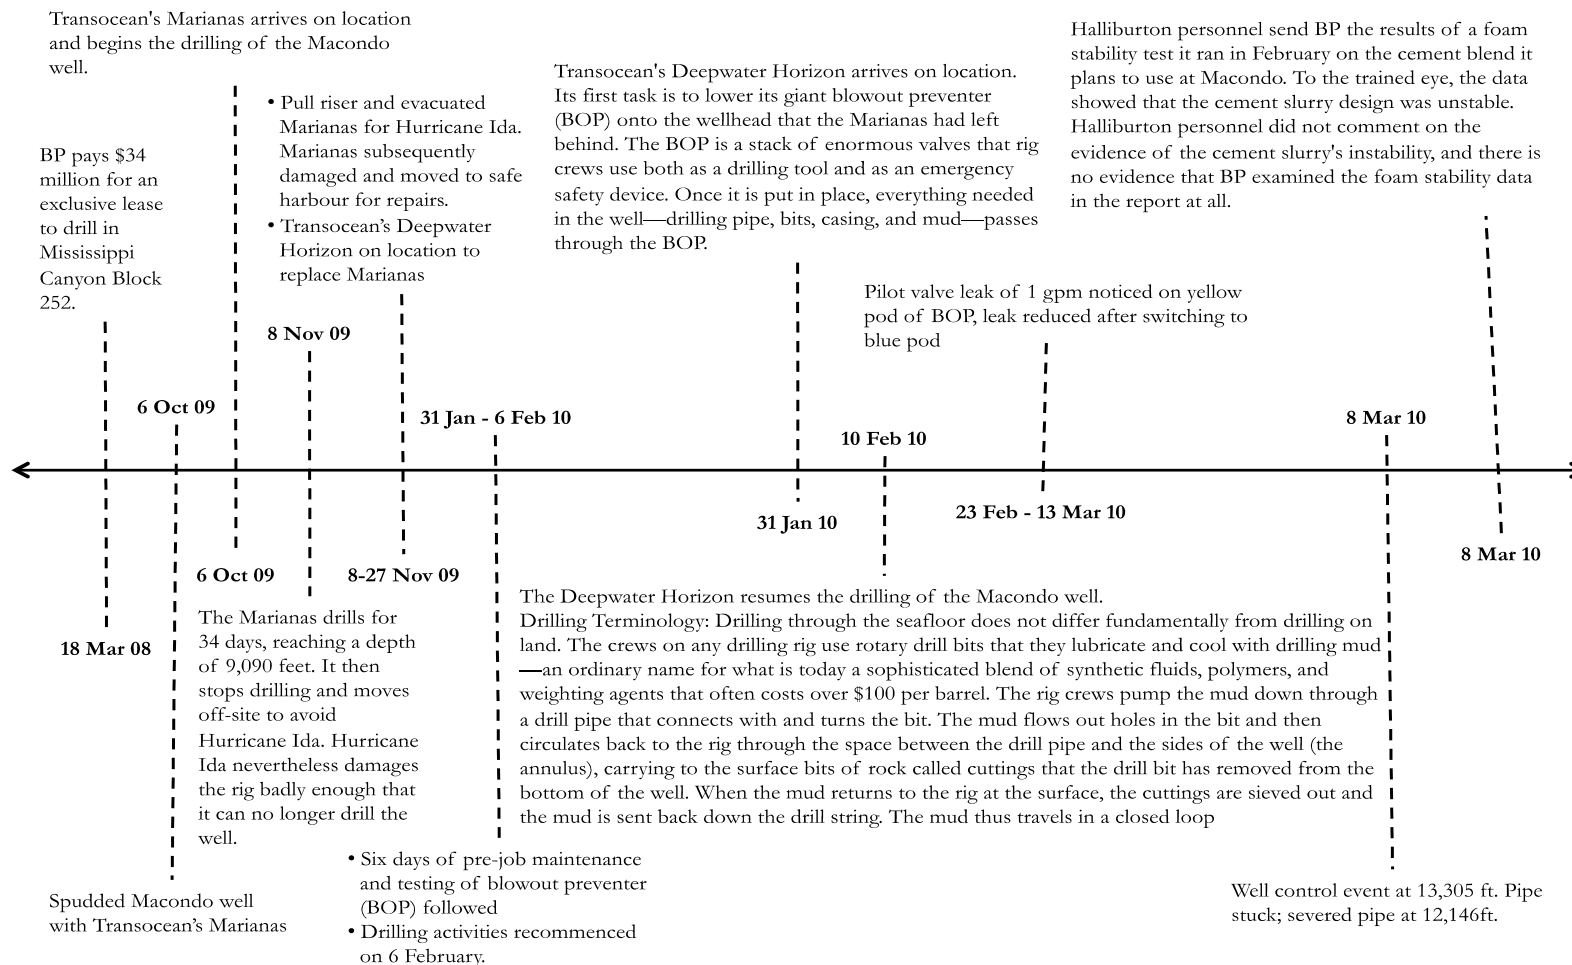 Transocean's Marianas arrives on location
and begins the drilling of the Macondo
well.
Halliburton personnel send BP the results of a foam
stability test it ran in February on the cement blend it
plans to use at Macondo. To the trained eye, the data
showed that the cement slurry design was unstable.
Halliburton personnel did not comment on the
evidence of the cement slurry's instability, and there is
no evidence that BP examined the foam stability data
in the report at all.
Transocean's Deepwater Horizon arrives on location.
Its first task is to lower its giant blowout preventer
(BOP) onto the wellhead that the Marianas had left
behind. The BOP is a stack of enormous valves that rig
crews use both as a drilling tool and as an emergency
safety device. Once it is put in place, everything needed
in the well—drilling pipe, bits, casing, and mud—passes
through the BOP.
• Pull riser and evacuated
Marianas for Hurricane Ida.
Marianas subsequently
damaged and moved to safe
harbour for repairs.
• Transocean’s Deepwater
Horizon on location to
replace Marianas
BP pays $34
million for an
exclusive lease
to drill in
Mississippi
Canyon Block
252.
Pilot valve leak of 1 gpm noticed on yellow
pod of BOP, leak reduced after switching to
blue pod
8 Nov 09
6 Oct 09
31 Jan - 6 Feb 10
10 Feb 10
8 Mar 10
31 Jan 10
23 Feb - 13 Mar 10
8 Mar 10
6 Oct 09
8-27 Nov 09
18 Mar 08
The Marianas drills for
34 days, reaching a depth
of 9,090 feet. It then
stops drilling and moves
off-site to avoid
Hurricane Ida. Hurricane
Ida nevertheless damages
the rig badly enough that
it can no longer drill the
well.
The Deepwater Horizon resumes the drilling of the Macondo well.
Drilling Terminology: Drilling through the seafloor does not differ fundamentally from drilling on
land. The crews on any drilling rig use rotary drill bits that they lubricate and cool with drilling mud
—an ordinary name for what is today a sophisticated blend of synthetic fluids, polymers, and
weighting agents that often costs over $100 per barrel. The rig crews pump the mud down through
a drill pipe that connects with and turns the bit. The mud flows out holes in the bit and then
circulates back to the rig through the space between the drill pipe and the sides of the well (the
annulus), carrying to the surface bits of rock called cuttings that the drill bit has removed from the
bottom of the well. When the mud returns to the rig at the surface, the cuttings are sieved out and
the mud is sent back down the drill string. The mud thus travels in a closed loop
Spudded Macondo well
with Transocean’s Marianas
• Six days of pre-job maintenance
and testing of blowout preventer
(BOP) followed
• Drilling activities recommenced
on 6 February.
Well control event at 13,305 ft. Pipe
stuck; severed pipe at 12,146ft.